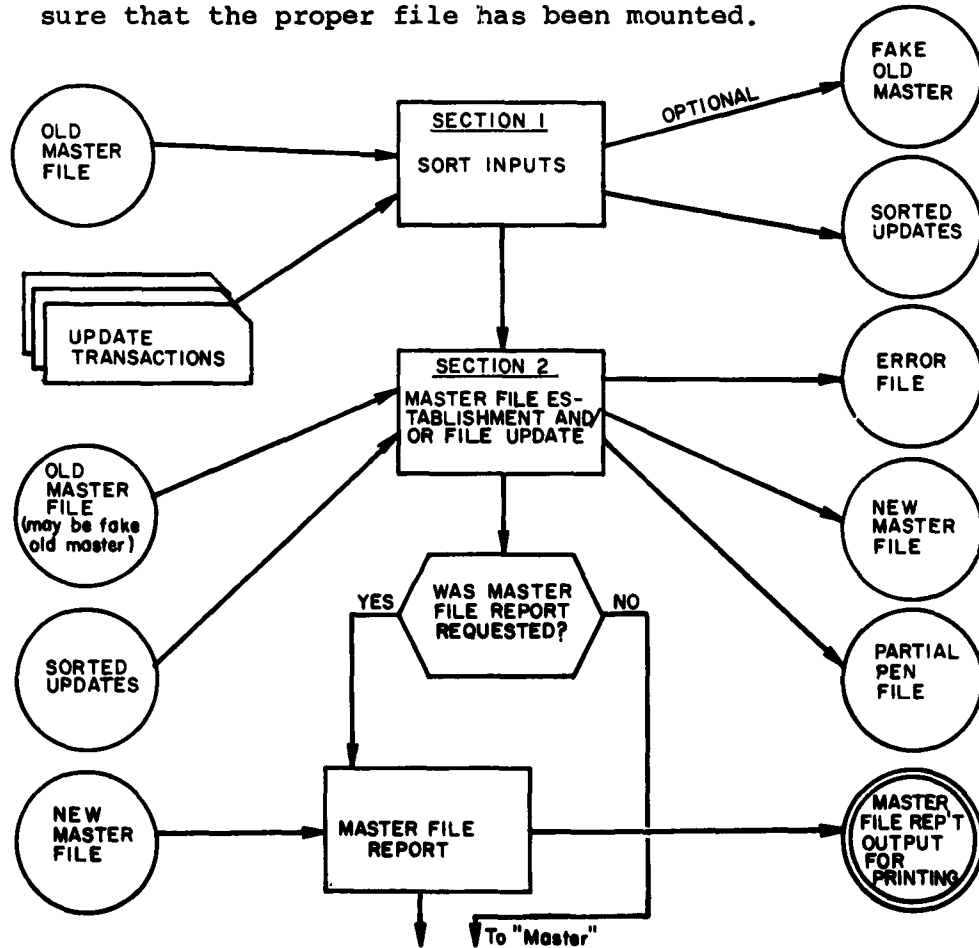 sure that the proper file has been mounted.
FAKE
OLD
MASTER
OPTIONAL
SECTION 1
SORT INPUTS
OLD
MASTER
FILE
SORTED
UPDATES
UPDATE
TRANSACTIONS
SECTION 2
MASTER FILE ES-
TABLISHMENT AND/
OR FILE UPDATE
ERROR
FILE
OLD
MASTER
FILE
(may be fake
old master)
NEW
MASTER
FILE
WAS MASTER
FILE REPORT
REQUESTED?
YES
NO
SORTED
UPDATES
PARTIAL
PEN
FILE
NEW
MASTER
FILE
MASTER FILE
REPORT
MASTER
FILE REP'T
OUTPUT
FOR
PRINTING
To "Master"